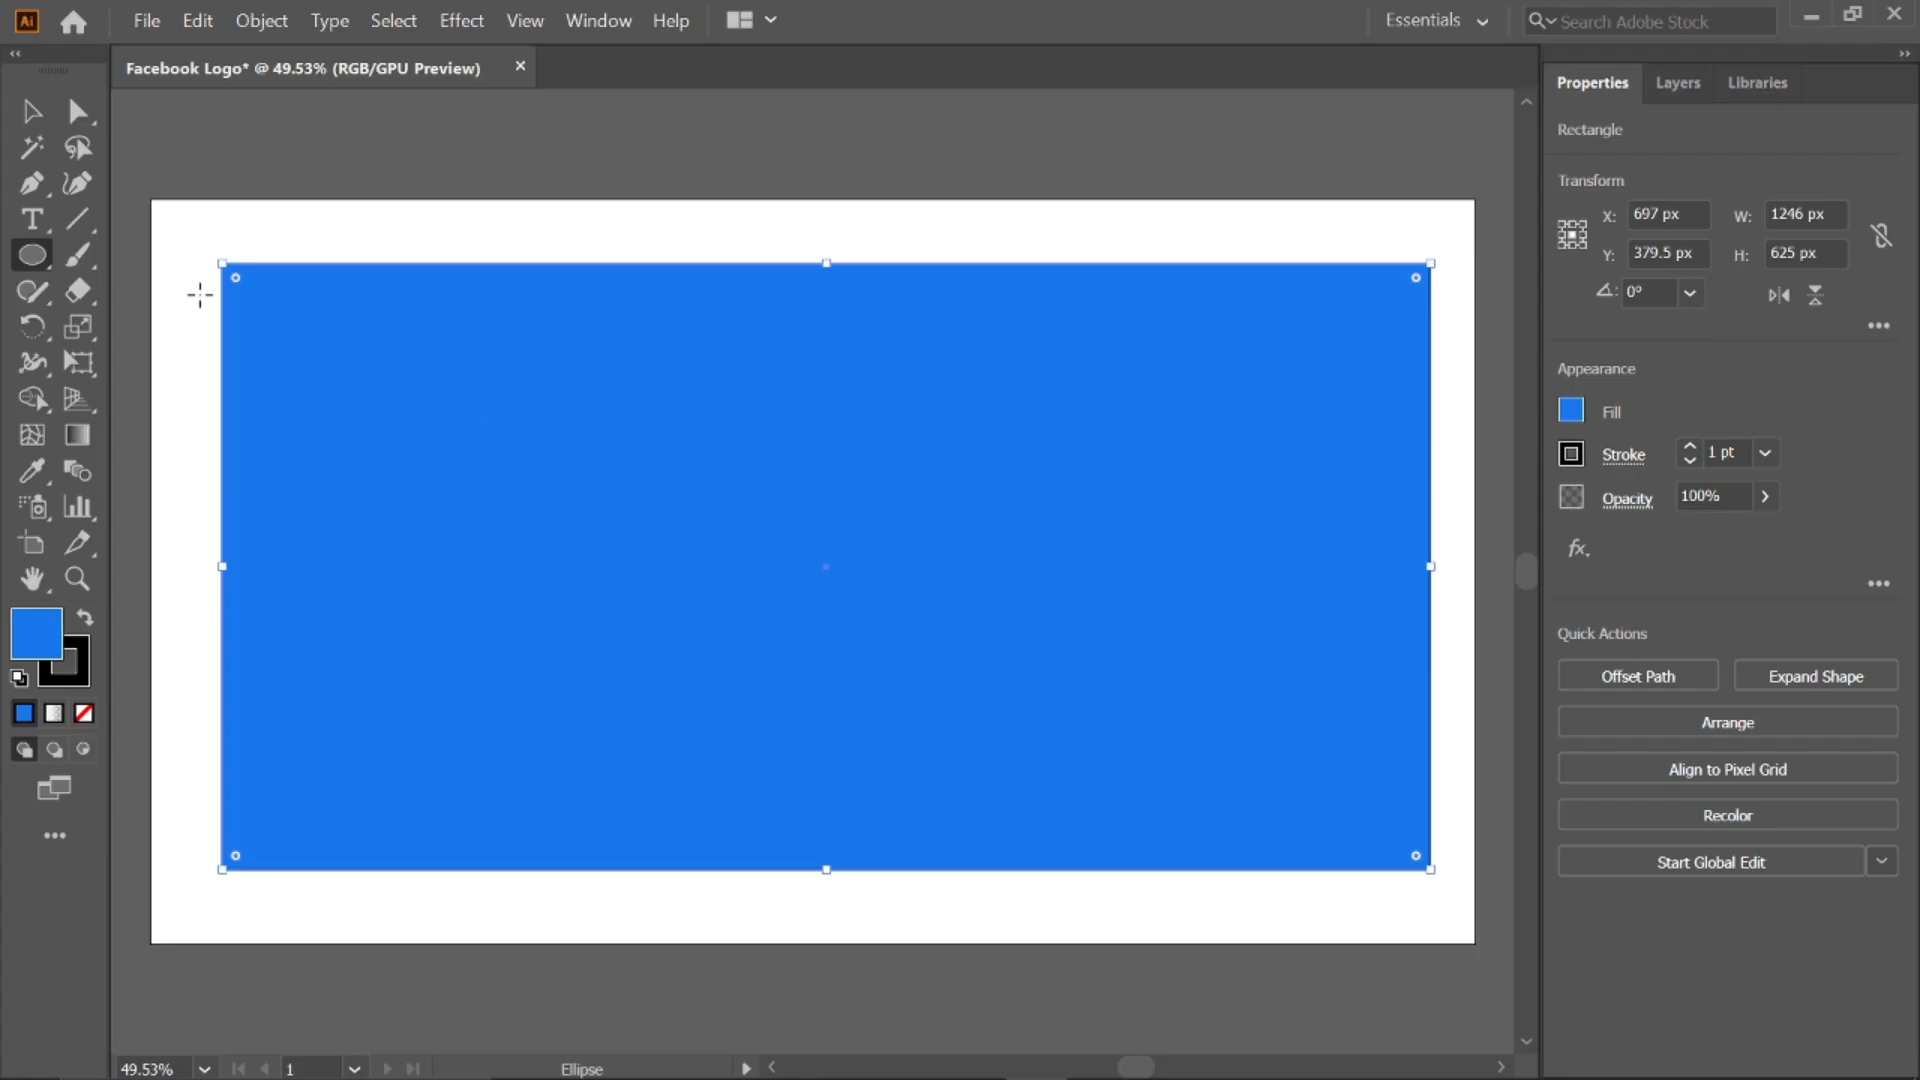 Ai File Edit Object Type Select Effect View Window Help Essentials Search Adobe Stock
Facebook Logo* @ 49.53% (RGB/GPU Preview)
Properties Layers Libraries
Rectangle
Transform
X: 697 px W: 1246 px
Y: 379.5 px H: 625 px
0°
Appearance
Fill
Stroke 1 pt
Opacity 100%
fx.
Quick Actions
Offset Path Expand Shape
Arrange
Align to Pixel Grid
Recolor
Start Global Edit
49.53% 1 Ellipse